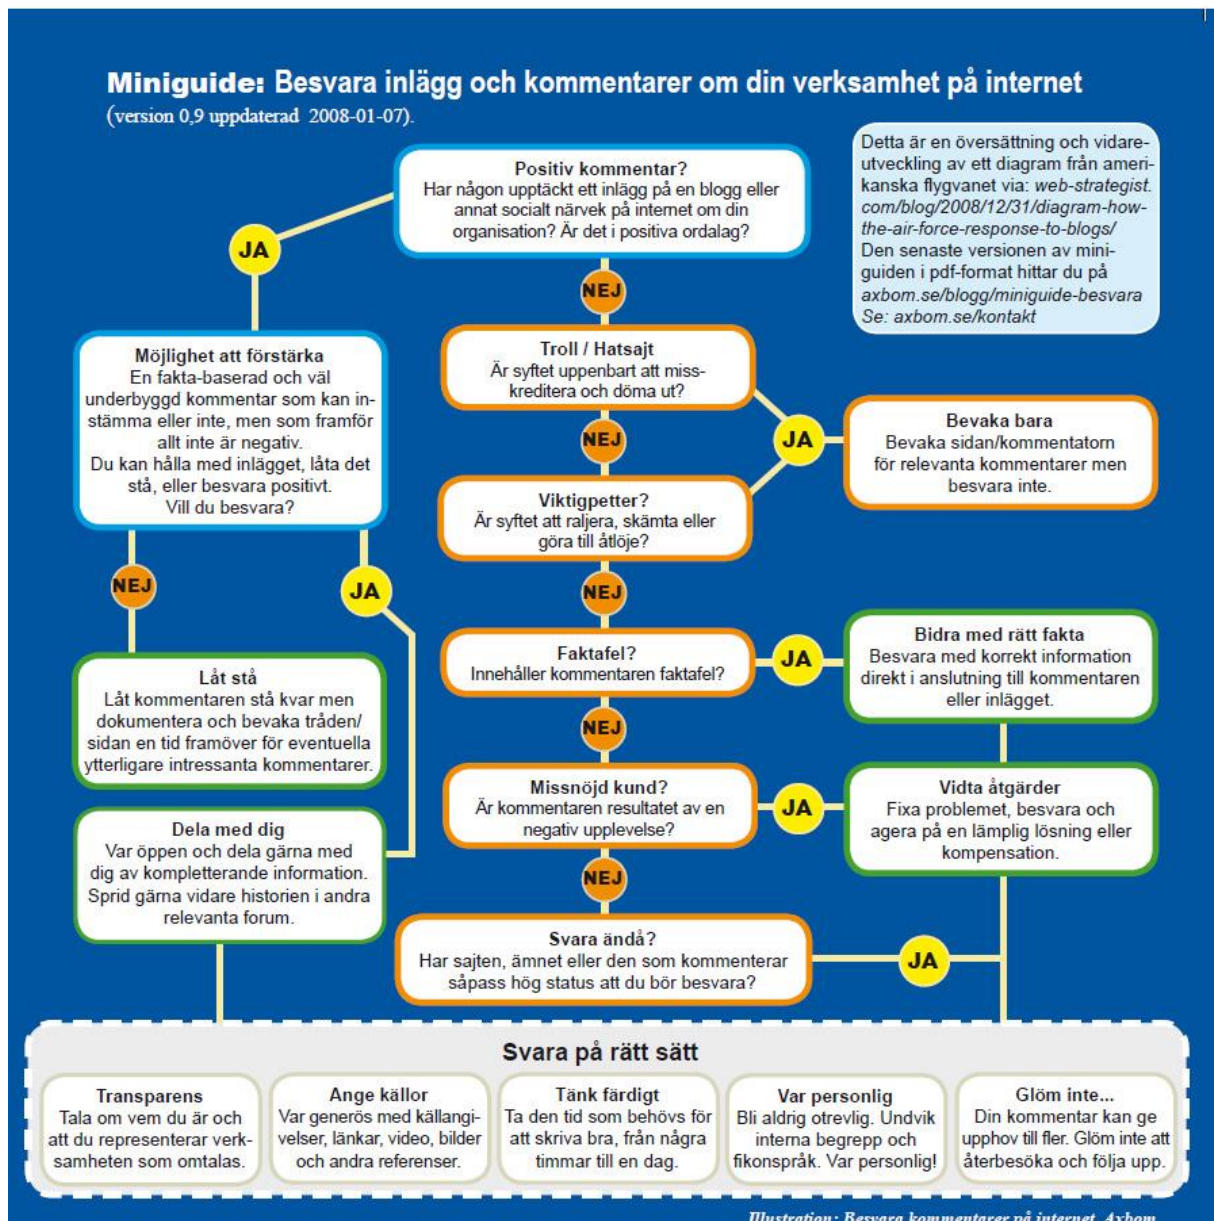 Miniguide: Besvara inlägg och kommentarer om din verksamhet på internet
(version 0,9 uppdaterad 2008-01-07).
Detta är en översättning och vidare-
utveckling av ett diagram från ameri-
kanska flygvanet via: web-strategist.
com/blog/2008/12/31/diagram-how-
the-air-force-response-to-blogs/
Den senaste versionen av mini-
guiden i pdf-format hittar du på
axbom.se/blogg/miniguide-besvara
Se: axbom.se/kontakt
Positiv kommentar?
Har någon upptäckt ett inlägg på en blogg eller
annat socialt närvek på internet om din
organisation? Är det i positiva ordalag?
JA
NEJ
Möjlighet att förstärka
En fakta-baserad och väl
underbyggd kommentar som kan in-
stämma eller inte, men som framför
allt inte är negativ.
Du kan hålla med inlägget, låta det
stå, eller besvara positivt.
Vill du besvara?
NEJ
JA
Låt stå
Låt kommentaren stå kvar men
dokumentera och bevaka tråden/
sidan en tid framöver för eventuella
ytterligare intressanta kommentarer.
Dela med dig
Var öppen och dela gärna med
dig av kompletterande information.
Sprid gärna vidare historien i andra
relevanta forum.
Troll / Hatsajt
Är syftet uppenbart att miss-
kreditera och döma ut?
NEJ
JA
Bevaka bara
Bevaka sidan/kommentatorn
för relevanta kommentarer men
besvara inte.
Viktigpetter?
Är syftet att raljera, skämta eller
göra till åtlöje?
NEJ
Faktafel?
Innehåller kommentaren faktafel?
JA
Bidra med rätt fakta
Besvara med korrekt information
direkt i anslutning till kommentaren
eller inlägget.
NEJ
Missnöjd kund?
Är kommentaren resultatet av en
negativ upplevelse?
JA
Vidta åtgärder
Fixa problemet, besvara och
agera på en lämplig lösning eller
kompensation.
NEJ
Svara ändå?
Har sajten, ämnet eller den som kommenterar
såpass hög status att du bör besvara?
JA
Svara på rätt sätt
Transparens
Tala om vem du är och
att du representerar verk-
samheten som omtalas.
Ange källor
Var generös med källangi-
velser, länkar, video, bilder
och andra referenser.
Tänk färdigt
Ta den tid som behövs för
att skriva bra, från några
timmar till en dag.
Var personlig
Bli aldrig otrevlig. Undvik
interna begrepp och
fikonspråk. Var personlig!
Glöm inte...
Din kommentar kan ge
upphov till fler. Glöm inte att
återbesöka och följa upp.
Illustration: Besvara kommentarer på internet, Axbom